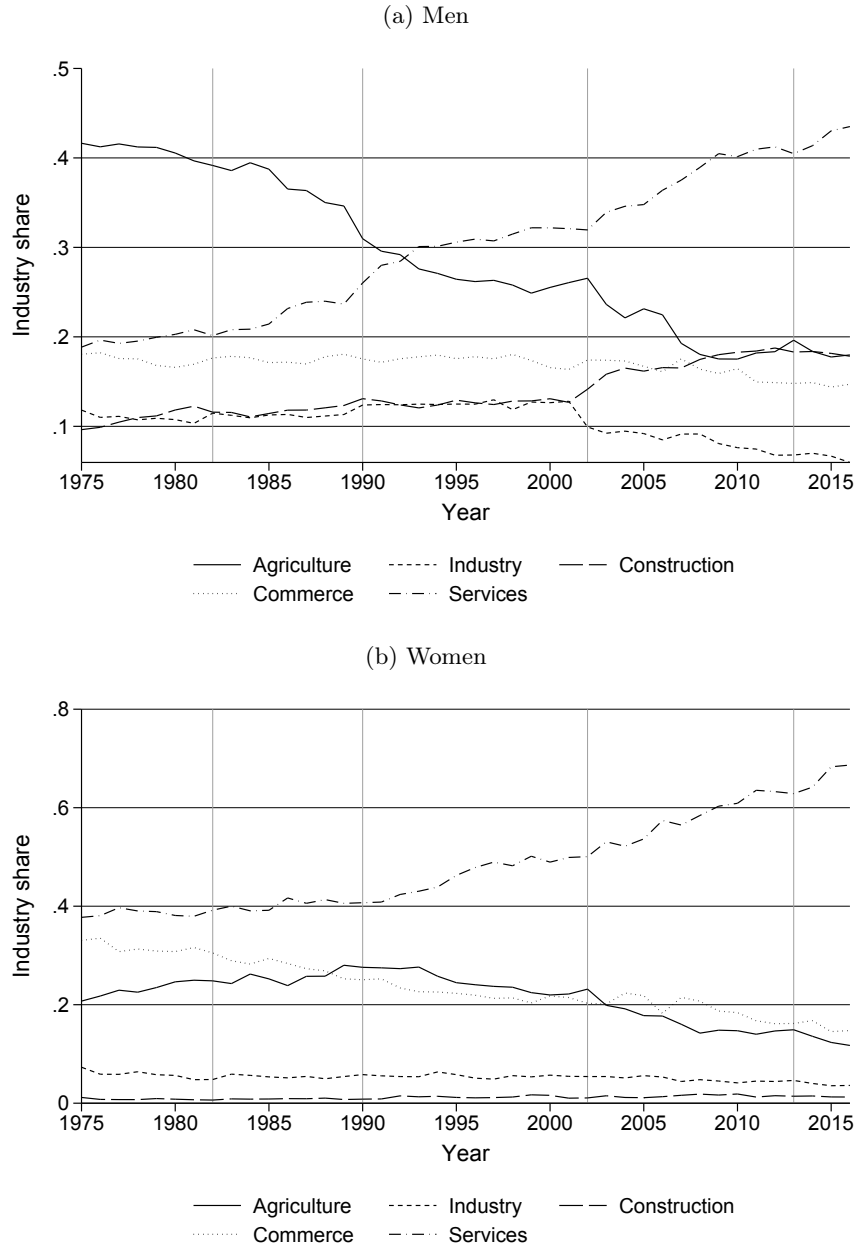 (a) Men
.5
.4
.3
.2
.1
Industry share
1975 1980 1985 1990 1995 2000 2005 2010 2015
Year
Agriculture Industry Construction
Commerce Services
(b) Women
.8
.6
.4
.2
0
Industry share
1975 1980 1985 1990 1995 2000 2005 2010 2015
Year
Agriculture Industry Construction
Commerce Services